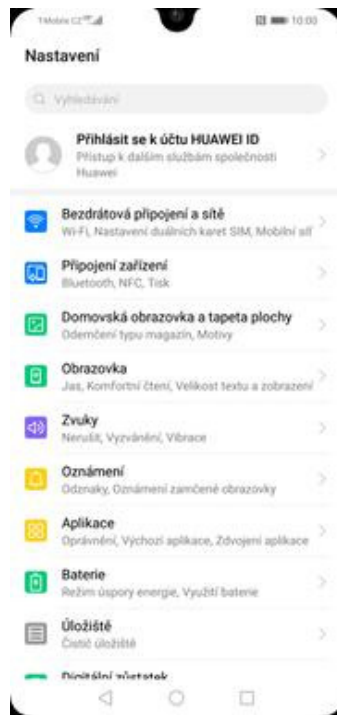 T-Mobile CZ
10:00
Nastavení
Vyhledávání
Přihlásit se k účtu HUAWEI ID
Přístup k dalším službám společnosti
Huawei
Bezdrátová připojení a sítě
Wi-Fi, Nastavení duálních karet SIM, Mobilní síť
Připojení zařízení
Bluetooth, NFC, Tisk
Domovská obrazovka a tapeta plochy
Odemčení typu magazín, Motivy
Obrazovka
Jas, Komfortní čtení, Velikost textu a zobrazení
Zvuky
Nerušit, Vyzvánění, Vibrace
Oznámení
Odznaky, Oznámení zamčené obrazovky
Aplikace
Oprávnění, Výchozí aplikace, Zdvojení aplikace
Baterie
Režim úspory energie, Využití baterie
Úložiště
Čistič úložiště
Digitální zůstatek